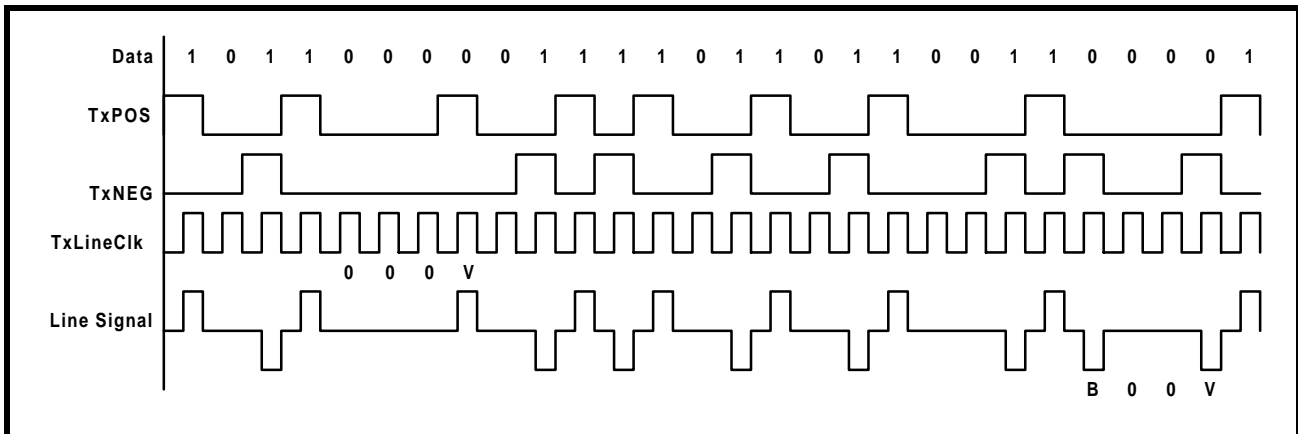 Data 1 0 1 1 0 0 0 0 0 1 1 1 1 0 1 1 0 1 1 0 0 1 1 0 0 0 0 1
TxPOS
TxNEG
TxLineClk
0 0 0 V
Line Signal
B 0 0 V